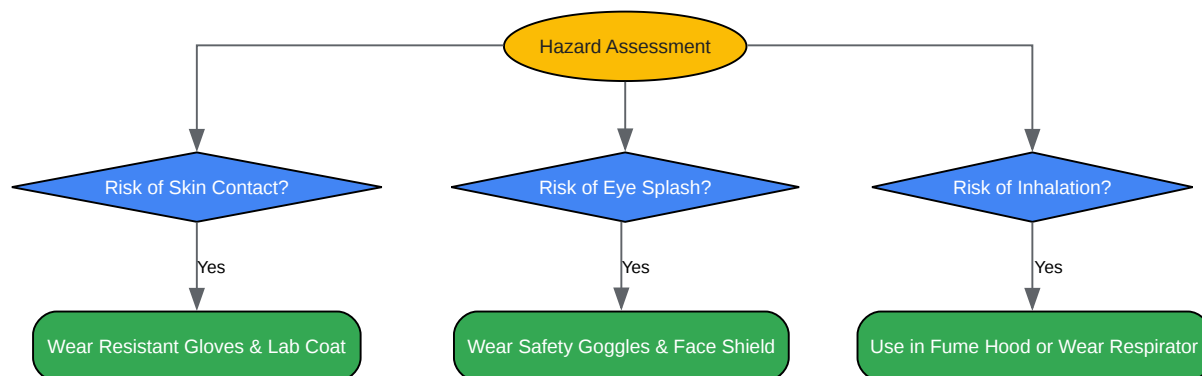 Hazard Assessment
Risk of Skin Contact?
Risk of Eye Splash?
Risk of Inhalation?
Yes
Yes
Yes
Wear Resistant Gloves & Lab Coat
Wear Safety Goggles & Face Shield
Use in Fume Hood or Wear Respirator